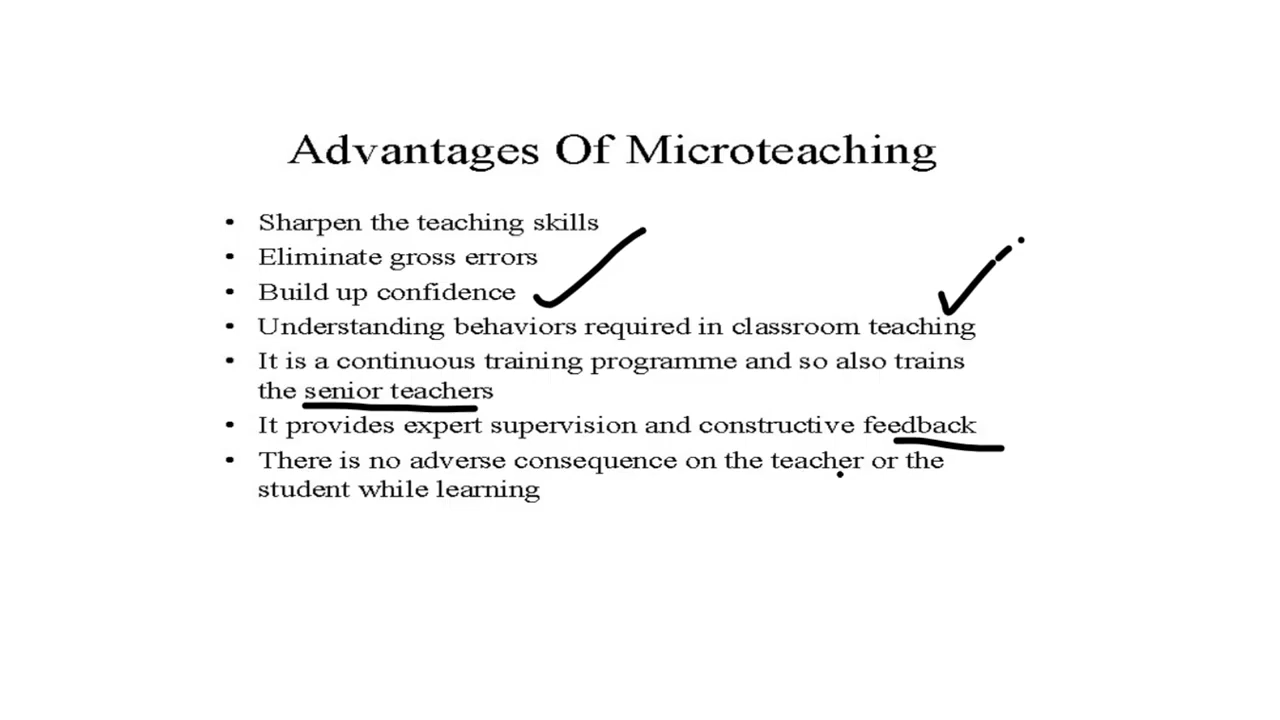 Advantages Of Microteaching
• Sharpen the teaching skills
• Eliminate gross errors
• Build up confidence
• Understanding behaviors required in classroom teaching
• It is a continuous training programme and so also trains
the senior teachers
• It provides expert supervision and constructive feedback
• There is no adverse consequence on the teacher or the
student while learning